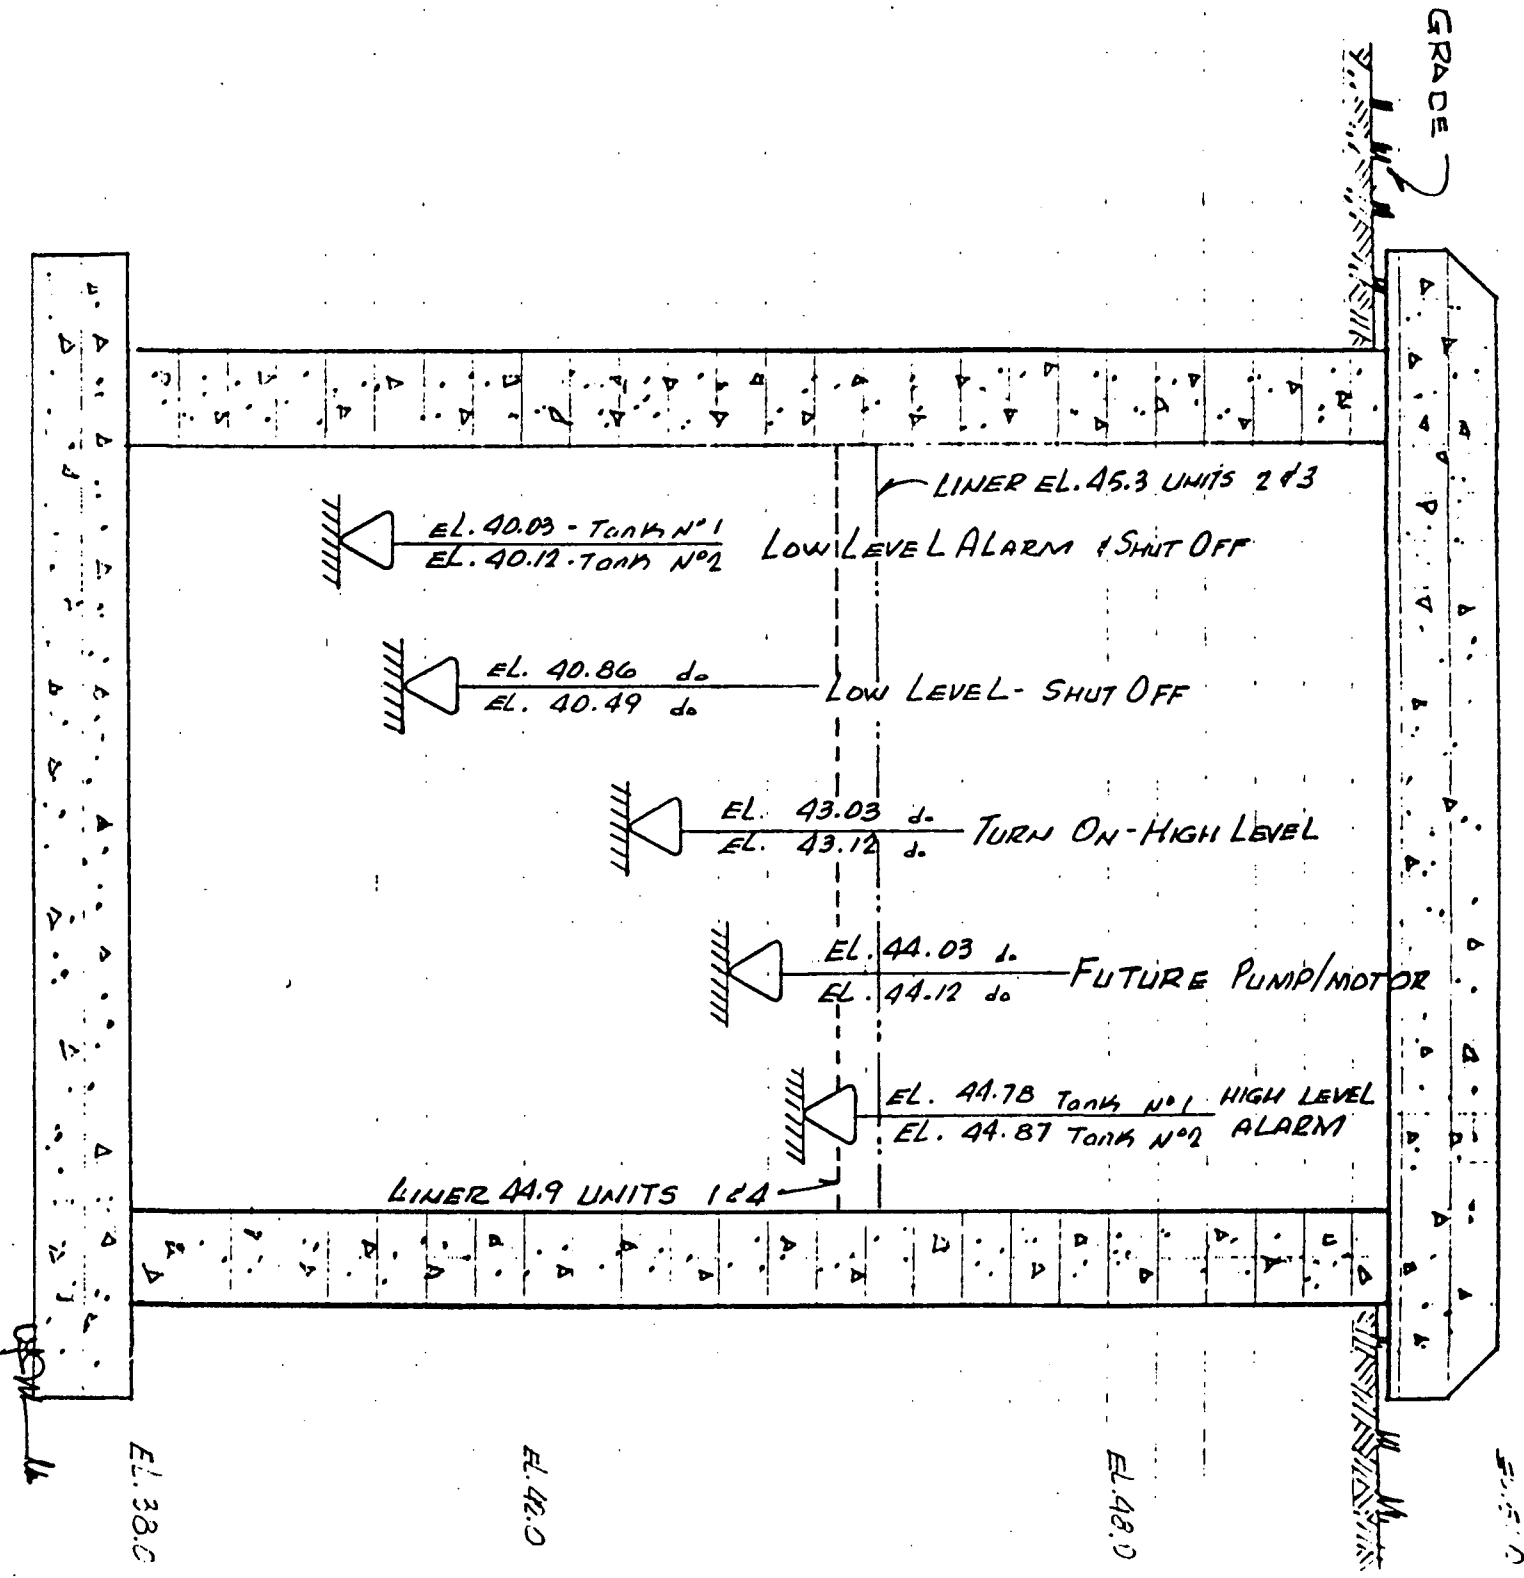 GRADE
LINER EL. 45.3 UNITS 2 & 3
EL. 40.03 - Tank Nº 1
EL. 40.12 - Tank Nº 2
LOW LEVEL ALARM & SHUT OFF
EL. 40.86 do
EL. 40.49 do
LOW LEVEL - SHUT OFF
EL. 43.03 do
EL. 43.12 do
TURN ON - HIGH LEVEL
EL. 44.03 do
EL. 44.12 do
FUTURE PUMP/MOTOR
EL. 44.78 Tank Nº 1
EL. 44.87 Tank Nº 2
HIGH LEVEL
ALARM
LINER 44.9 UNITS 1 & 4
EL. 38.0
EL. 42.0
EL. 48.0